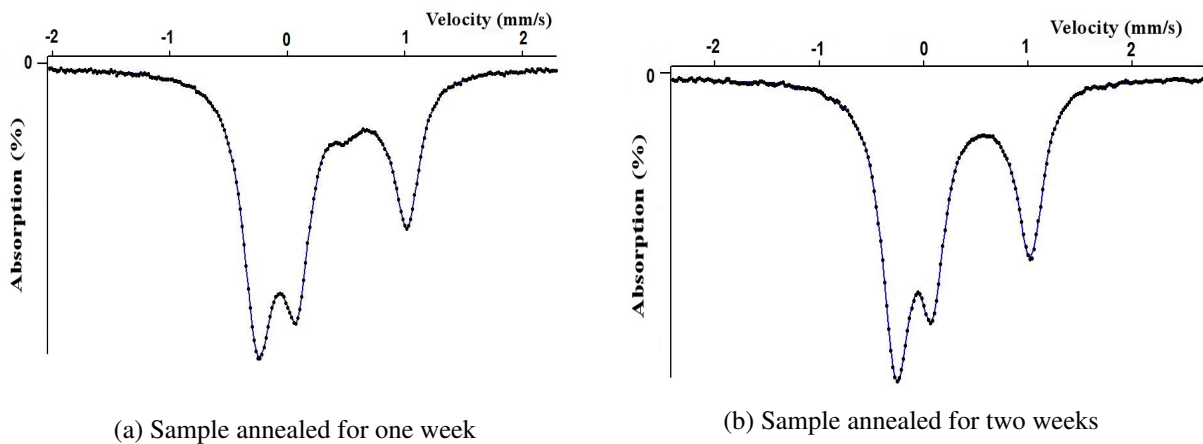 Velocity (mm/s)
-2 -1 0 1 2
0
Absorption (%)
(a) Sample annealed for one week
Velocity (mm/s)
-2 -1 0 1 2
0
Absorption (%)
(b) Sample annealed for two weeks